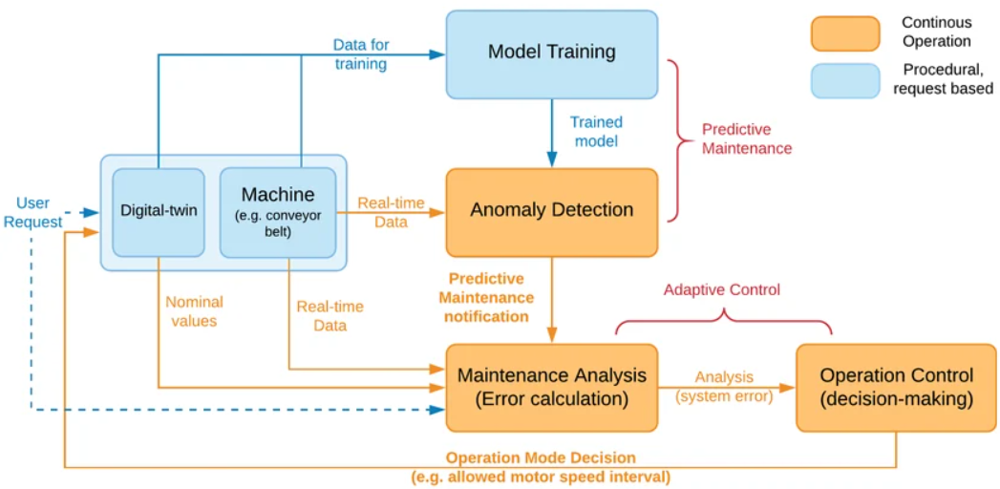 Continous
Operation
Procedural,
request based
Data for
training
Model Training
Trained
model
Predictive
Maintenance
User
Request
Digital-twin
Machine
(e.g. conveyor
belt)
Real-time
Data
Anomaly Detection
Nominal
values
Real-time
Data
Predictive
Maintenance
notification
Adaptive Control
Maintenance Analysis
(Error calculation)
Analysis
(system error)
Operation Control
(decision-making)
Operation Mode Decision
(e.g. allowed motor speed interval)